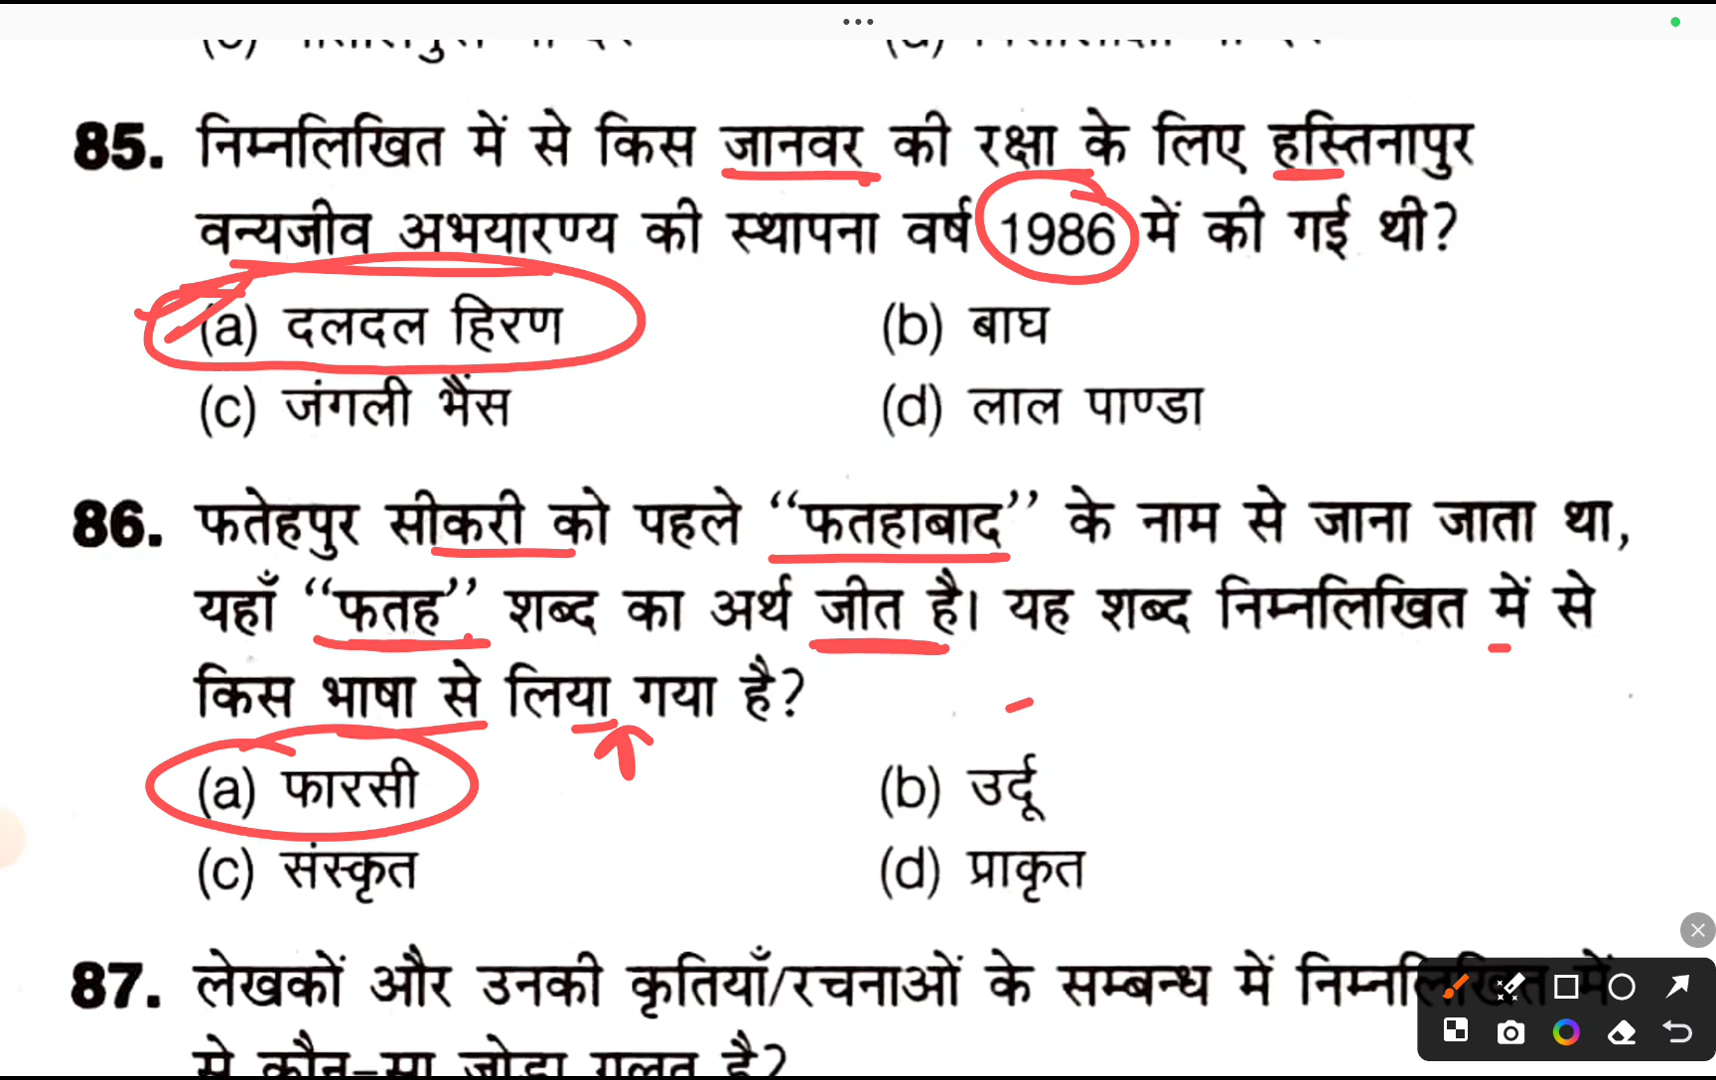 85. निम्नलिखित में से किस जानवर की रक्षा के लिए हस्तिनापुर
वन्यजीव अभयारण्य की स्थापना वर्ष 1986 में की गई थी?
(a) दलदल हिरण (b) बाघ
(c) जंगली भैंस (d) लाल पाण्डा
86. फतेहपुर सीकरी को पहले ‘‘फतहाबाद’’ के नाम से जाना जाता था,
यहाँ ‘‘फतह’’ शब्द का अर्थ जीत है। यह शब्द निम्नलिखित में से
किस भाषा से लिया गया है?
(a) फारसी (b) उर्दू
(c) संस्कृत (d) प्राकृत
87. लेखकों और उनकी कृतियाँ/रचनाओं के सम्बन्ध में निम्नलिखित में
से कौन-सा जोड़ा गलत है?